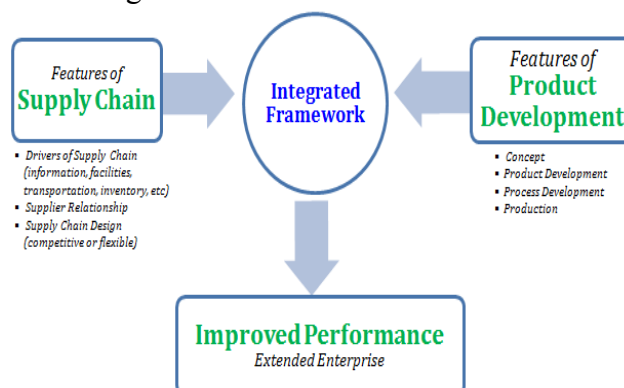 Features of
Supply Chain
▪ Drivers of Supply Chain
(information, facilities,
transportation, inventory, etc)
▪ Supplier Relationship
▪ Supply Chain Design
(competitive or flexible)
Integrated
Framework
Features of
Product
Development
▪ Concept
▪ Product Development
▪ Process Development
▪ Production
Improved Performance
Extended Enterprise